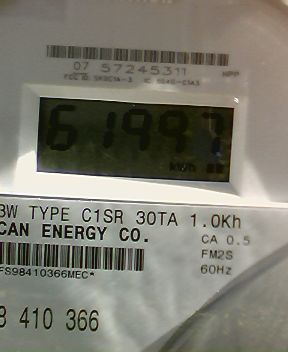 07 57245311
61997
kWh
3W TYPE C1SR 30TA 1.0Kh
CAN ENERGY CO.
CA 0.5
FM2S
60Hz
FS98410366MEC*
8 410 366